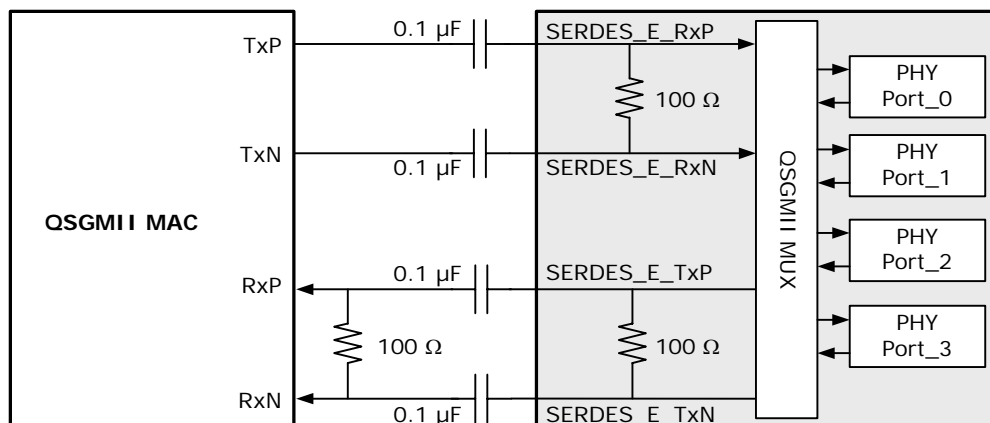 0.1 µF
TxP
SERDES_E_RxP
100 Ω
TxN
0.1 µF
SERDES_E_RxN
QSGMII MAC
QSGMII MUX
PHY
Port_0
PHY
Port_1
PHY
Port_2
PHY
Port_3
0.1 µF
RxP
SERDES_E_TxP
100 Ω
100 Ω
RxN
0.1 µF
SERDES_E_TxN